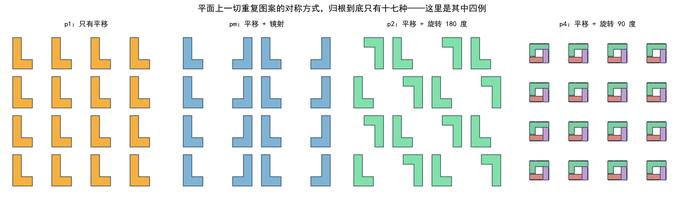 平面上一切重复图案的对称方式，归根到底只有十七种——这里是其中四例
p1：只有平移
pm：平移 + 镜射
p2：平移 + 旋转 180 度
p4：平移 + 旋转 90 度